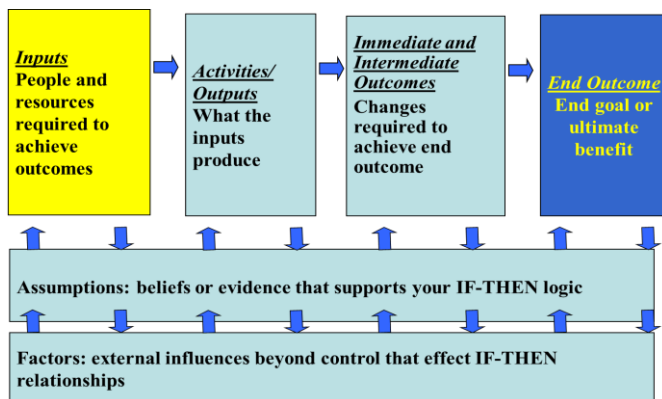 Inputs
People and
resources
required to
achieve
outcomes
Activities/
Outputs
What the
inputs
produce
Immediate and
Intermediate
Outcomes
Changes
required to
achieve end
outcome
End Outcome
End goal or
ultimate
benefit
Assumptions: beliefs or evidence that supports your IF-THEN logic
Factors: external influences beyond control that effect IF-THEN
relationships